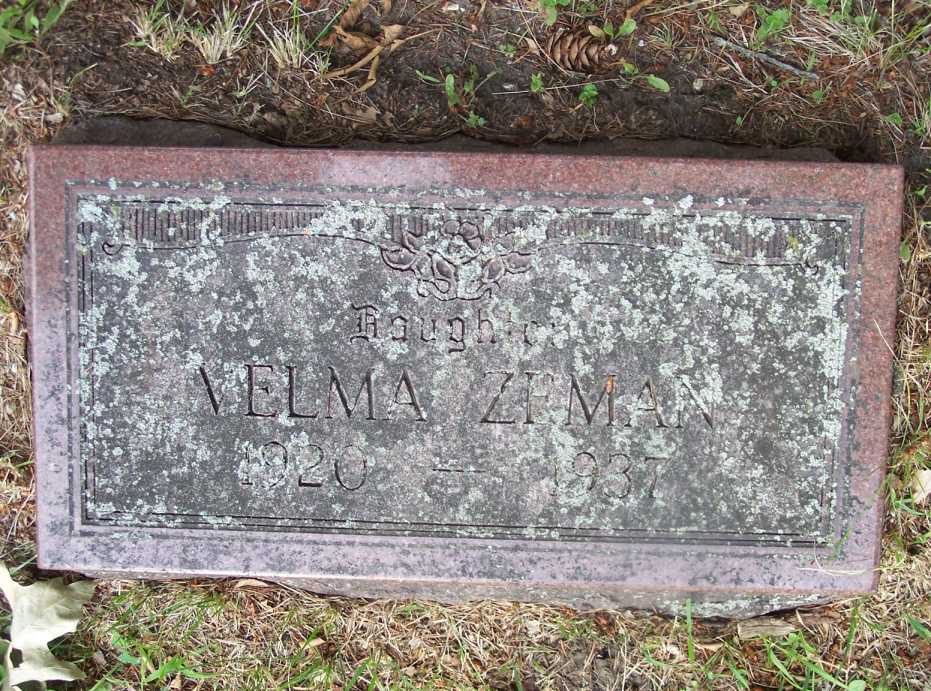 Daughter
VELMA ZEMAN
1920 — 1937